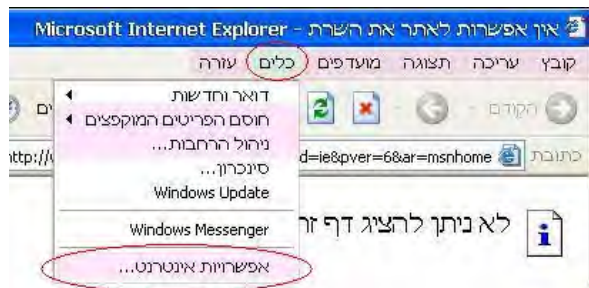 אין אפשרות לאתר את השרת - Microsoft Internet Explorer
קובץ עריכה תצוגה מועדפים כלים עזרה
הקודם
דואר וחדשות
חוסם הפריטים המוקפצים
ניהול הרחבות...
סינכרון...
Windows Update
Windows Messenger
אפשרויות אינטרנט...
כתובת
d=ie&pver=6&ar=msnhome
לא ניתן להציג דף